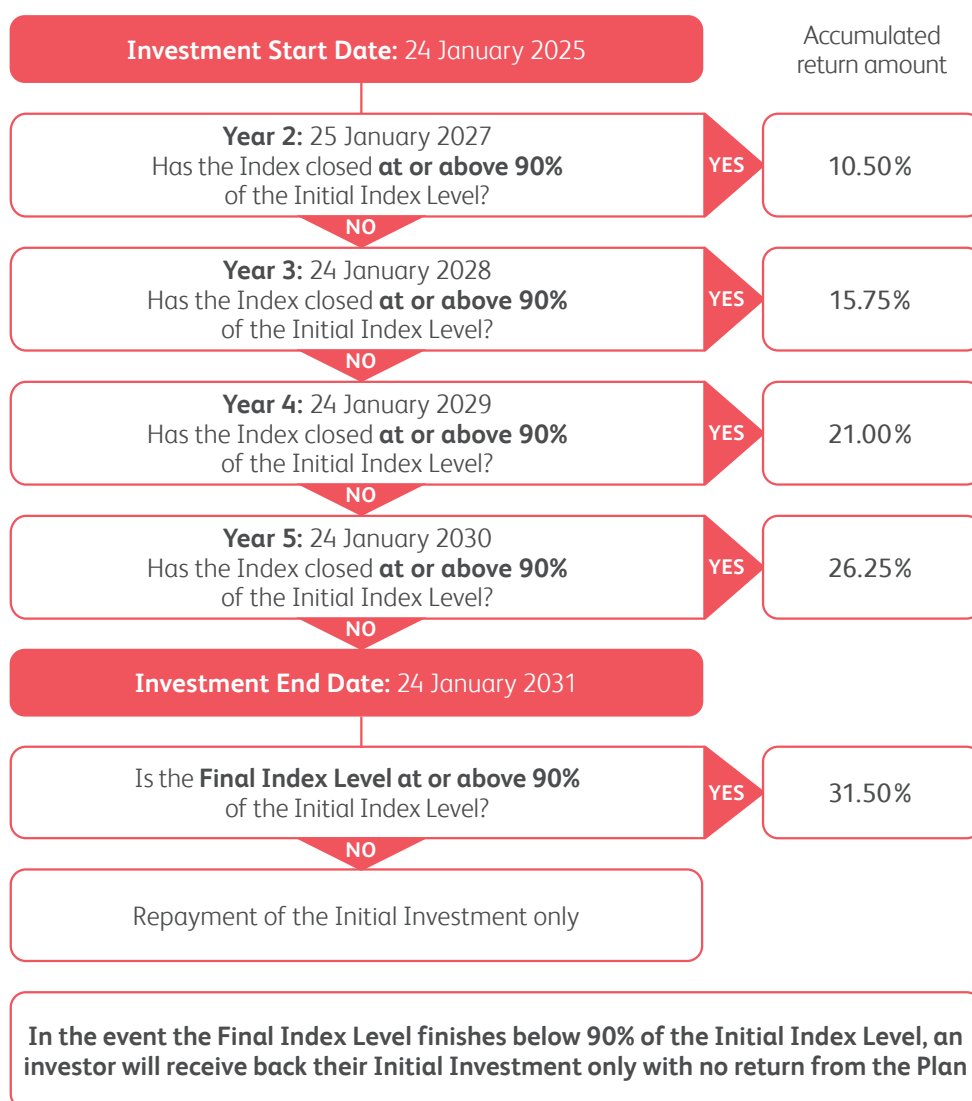 Investment Start Date: 24 January 2025
Accumulated
return amount
Year 2: 25 January 2027
Has the Index closed at or above 90%
of the Initial Index Level?
YES
10.50%
NO
Year 3: 24 January 2028
Has the Index closed at or above 90%
of the Initial Index Level?
YES
15.75%
NO
Year 4: 24 January 2029
Has the Index closed at or above 90%
of the Initial Index Level?
YES
21.00%
NO
Year 5: 24 January 2030
Has the Index closed at or above 90%
of the Initial Index Level?
YES
26.25%
NO
Investment End Date: 24 January 2031
Is the Final Index Level at or above 90%
of the Initial Index Level?
YES
31.50%
NO
Repayment of the Initial Investment only
In the event the Final Index Level finishes below 90% of the Initial Index Level, an
investor will receive back their Initial Investment only with no return from the Plan